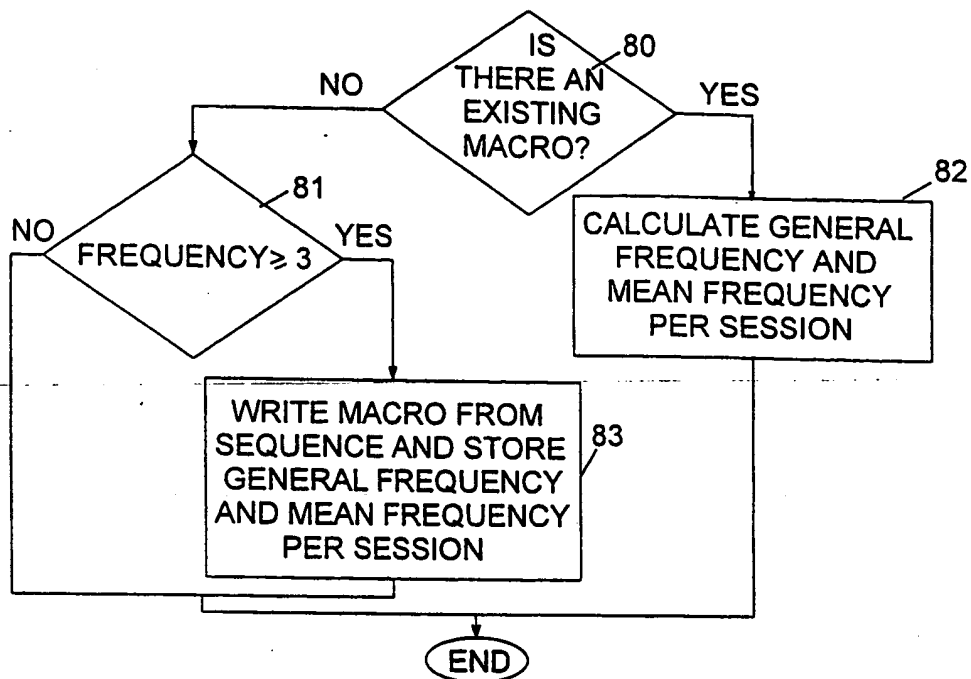 IS
THERE AN
EXISTING
MACRO?
80
NO
YES
81
FREQUENCY ⩾ 3
NO
YES
82
CALCULATE GENERAL
FREQUENCY AND
MEAN FREQUENCY
PER SESSION
WRITE MACRO FROM
SEQUENCE AND STORE
GENERAL FREQUENCY
AND MEAN FREQUENCY
PER SESSION
83
END